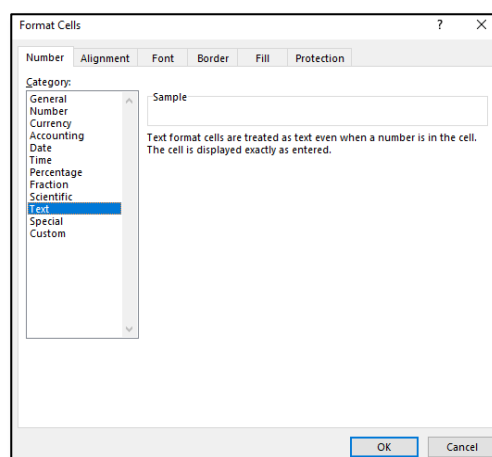 Format Cells ? ×
Number Alignment Font Border Fill Protection
Category:
General
Number
Currency
Accounting
Date
Time
Percentage
Fraction
Scientific
Text
Special
Custom
Sample
Text format cells are treated as text even when a number is in the cell.
The cell is displayed exactly as entered.
OK Cancel